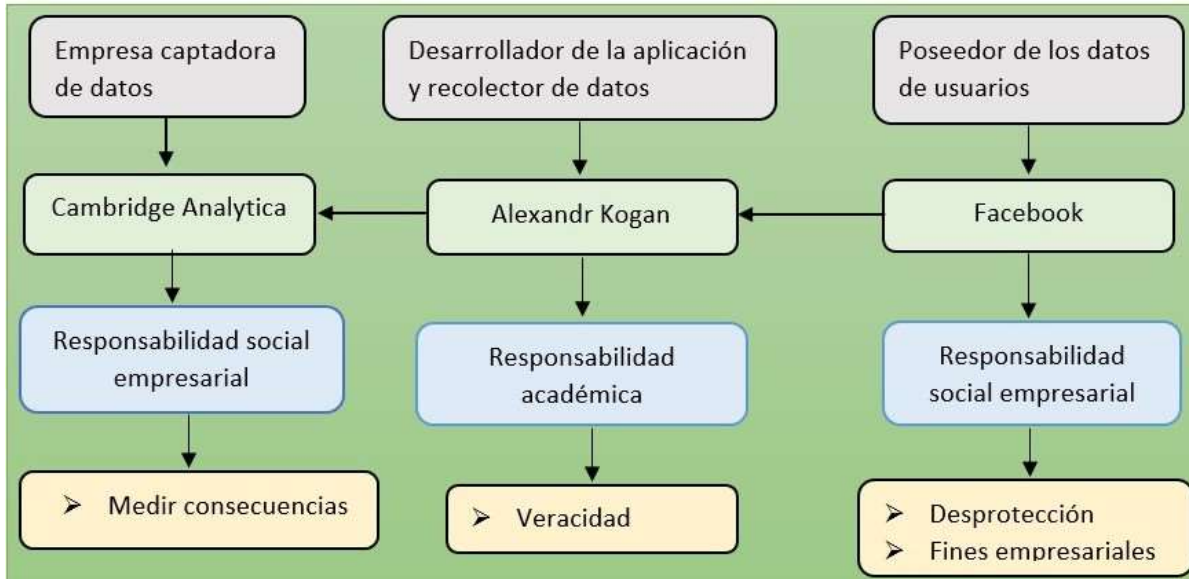 Empresa captadora
de datos
Desarrollador de la aplicación
y recolector de datos
Poseedor de los datos
de usuarios
Cambridge Analytica
Alexandr Kogan
Facebook
Responsabilidad social
empresarial
Responsabilidad
académica
Responsabilidad
social empresarial
Medir consecuencias
Veracidad
Desprotección
Fines empresariales